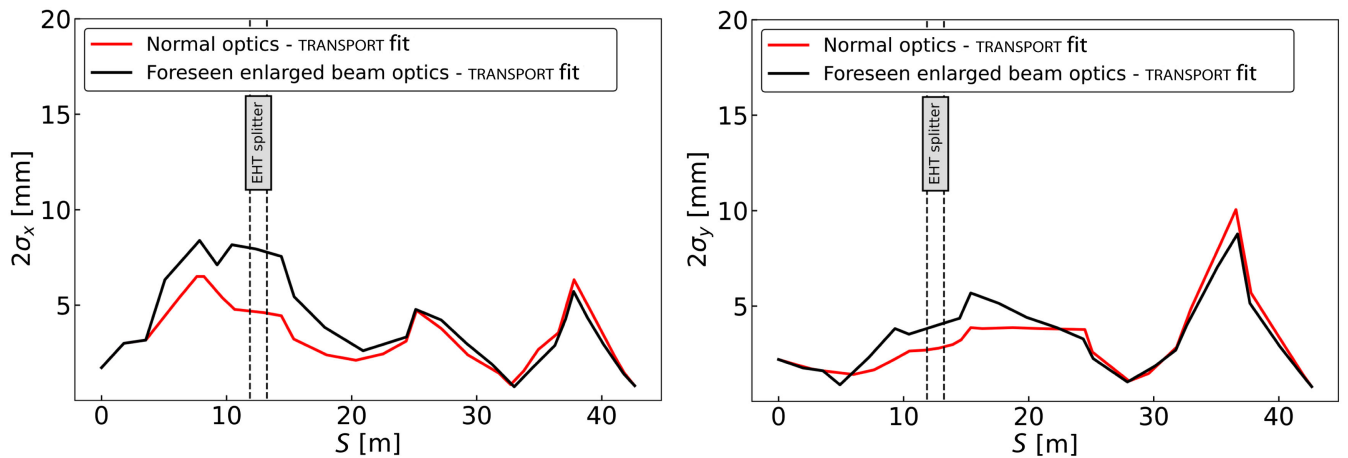 20
15
10
5
2σx [mm]
Normal optics - TRANSPORT fit
Foreseen enlarged beam optics - TRANSPORT fit
EHT splitter
0 10 20 30 40
S [m]
20
15
10
5
2σy [mm]
Normal optics - TRANSPORT fit
Foreseen enlarged beam optics - TRANSPORT fit
EHT splitter
0 10 20 30 40
S [m]